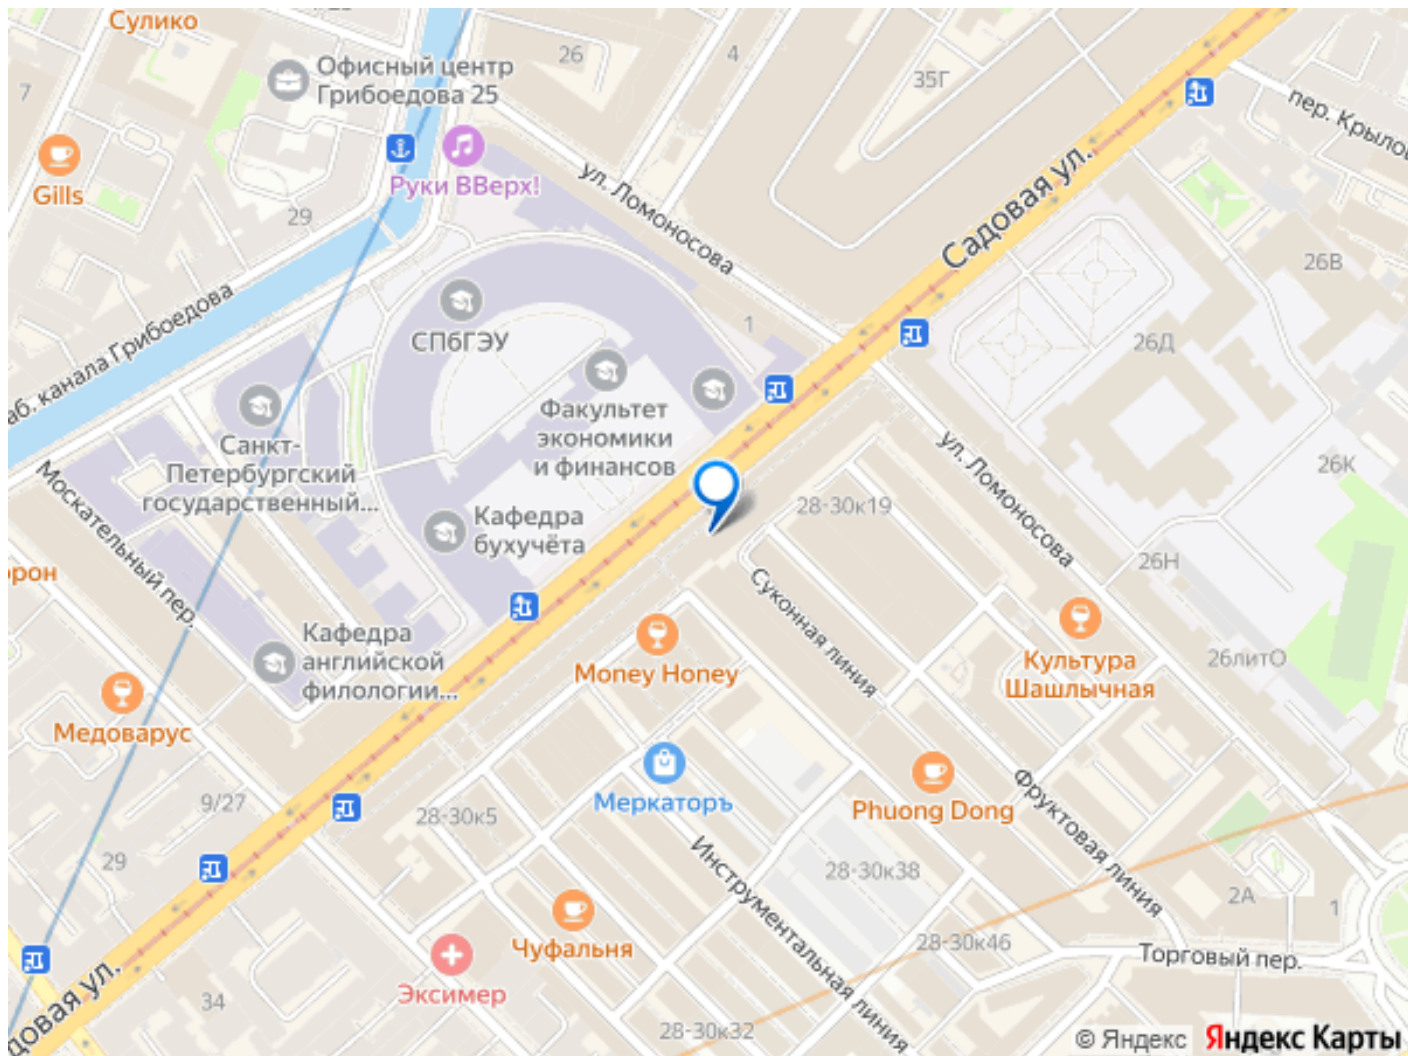 Сулико
Офисный центр
Грибоедова 25
26
4
35Г
7
пер. Крылов
Gills
29
Руки ВВерх!
ул. Ломоносова
Садовая ул.
26В
наб. канала Грибоедова
СПбГЭУ
1
26Д
Факультет
экономики
и финансов
Санкт-
Петербургский
государственный...
Москательный пер.
ул. Ломоносова
26К
28-30к19
Кафедра
бухучёта
26Н
Суконная линия
Кафедра
английской
филологии...
Money Honey
Культура
Шашлычная
26литО
Медоварус
9/27
28-30к5
Меркаторъ
Phuong Dong
Фруктовая линия
29
Инструментальная линия
28-30к38
2А
1
Чуфальня
28-30к46
Торговый пер.
Эксимер
34
довая ул.
28-30к32
© Яндекс Яндекс Карты